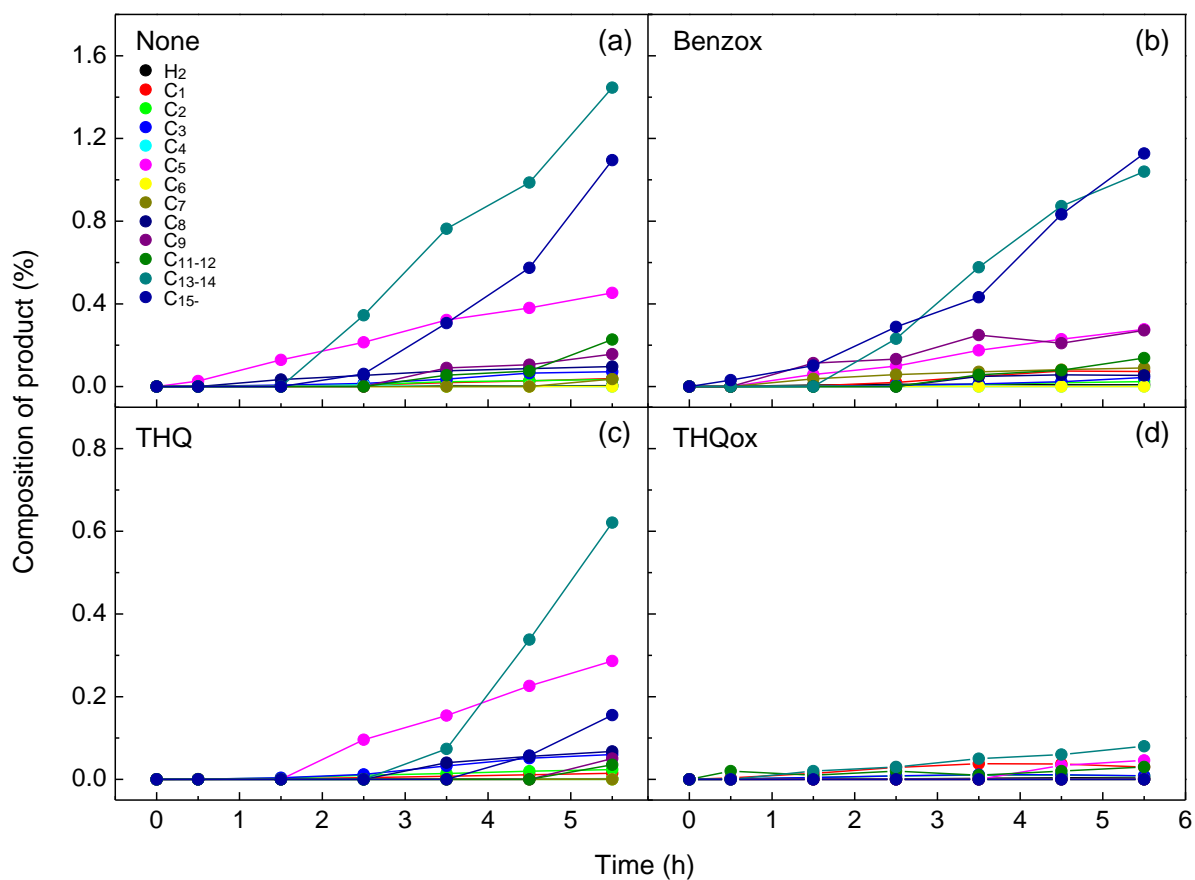 None
(a)
H2
C1
C2
C3
C4
C5
C6
C7
C8
C9
C11-12
C13-14
C15-
1.6
1.2
0.8
0.4
0.0
Benzox
(b)
THQ
(c)
0.8
0.6
0.4
0.2
0.0
THQox
(d)
0 1 2 3 4 5
0 1 2 3 4 5 6
Time (h)
Composition of product (%)